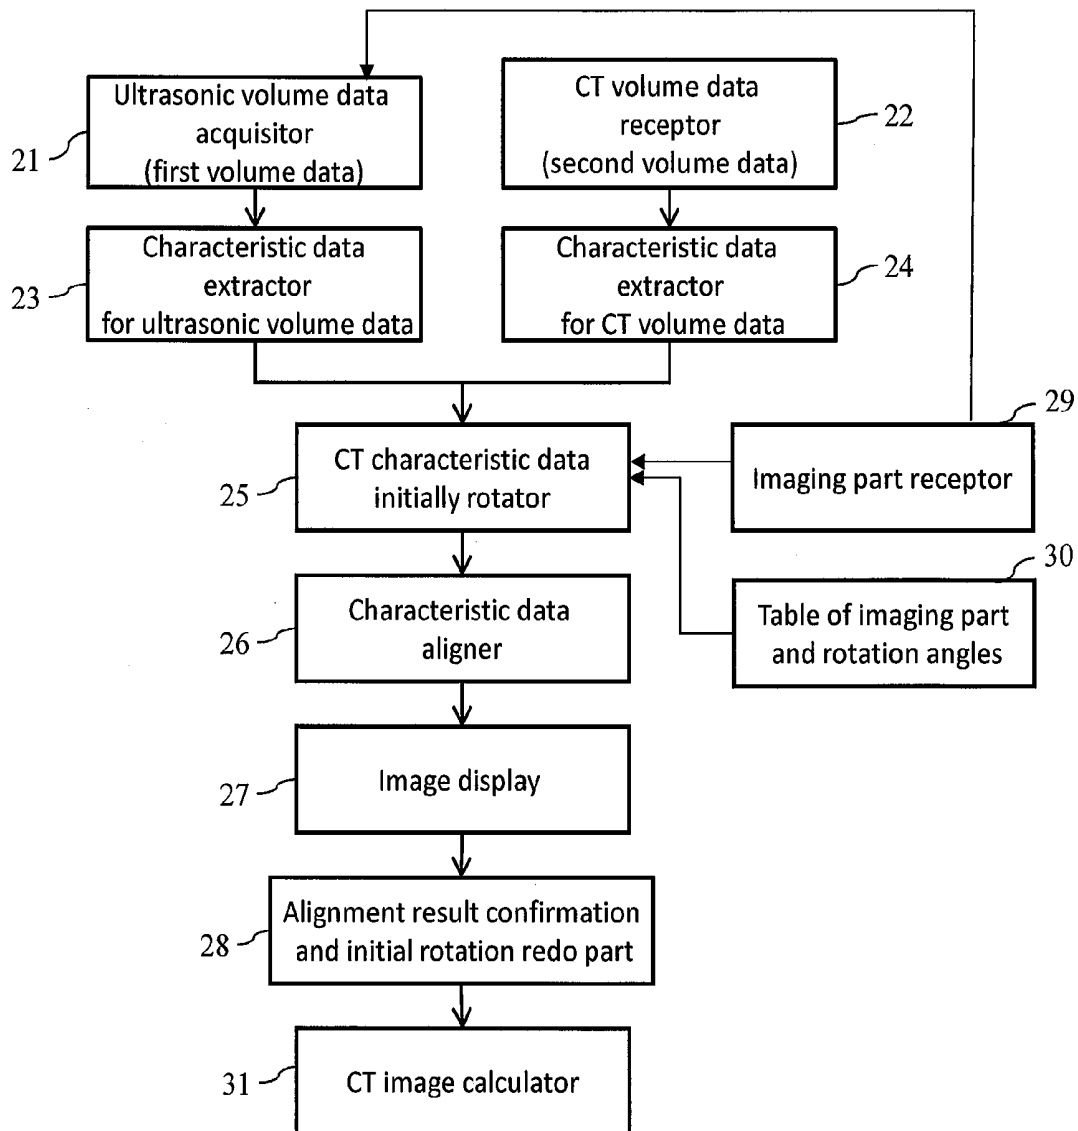 Ultrasonic volume data
acquisitor
(first volume data)
21
CT volume data
receptor
(second volume data)
22
Characteristic data
extractor
for ultrasonic volume data
23
Characteristic data
extractor
for CT volume data
24
CT characteristic data
initially rotator
25
Imaging part receptor
29
Characteristic data
aligner
26
Table of imaging part
and rotation angles
30
Image display
27
Alignment result confirmation
and initial rotation redo part
28
CT image calculator
31